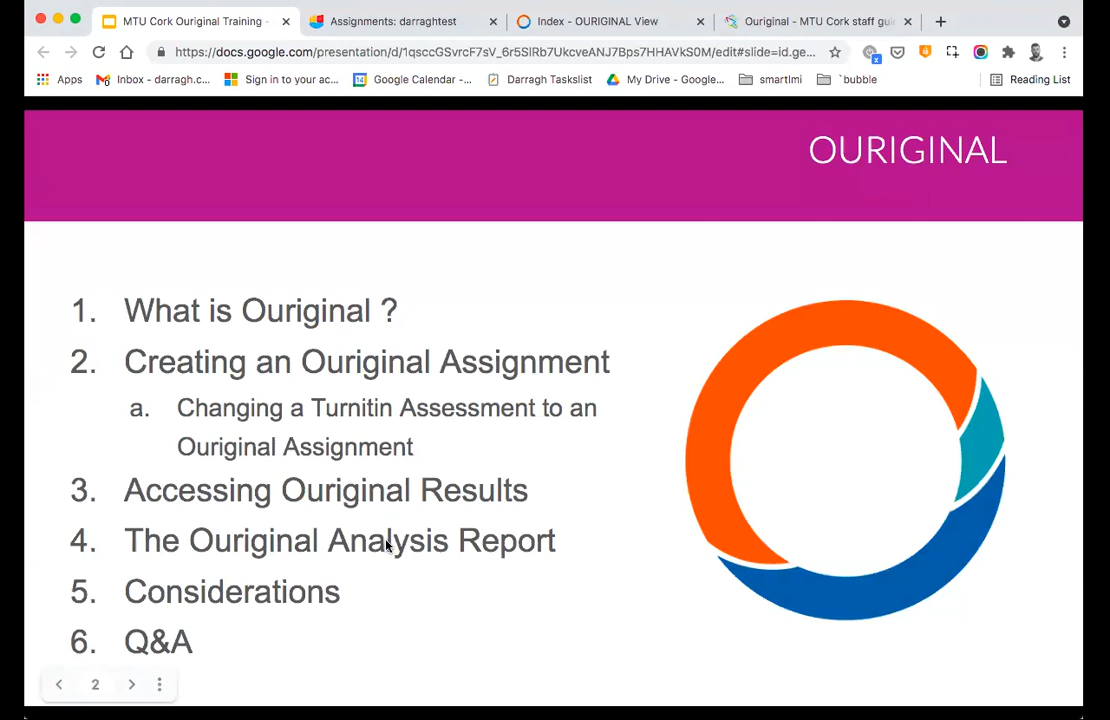 MTU Cork Ouriginal Training -
Assignments: darraghtest
Index - OURIGINAL View
Ouriginal - MTU Cork staff gui
https://docs.google.com/presentation/d/1qsccGSvrcF7sV_6r5SlRb7UkcveANJ7Bps7HHAVkS0M/edit#slide=id.ge...
Apps
Inbox - darragh.c...
Sign in to your ac...
Google Calendar -...
Darragh Taskslist
My Drive - Google...
smartlmi
`bubble
Reading List
OURIGINAL
1. What is Ouriginal ?
2. Creating an Ouriginal Assignment
a. Changing a Turnitin Assessment to an
Ouriginal Assignment
3. Accessing Ouriginal Results
4. The Ouriginal Analysis Report
5. Considerations
6. Q&A
2